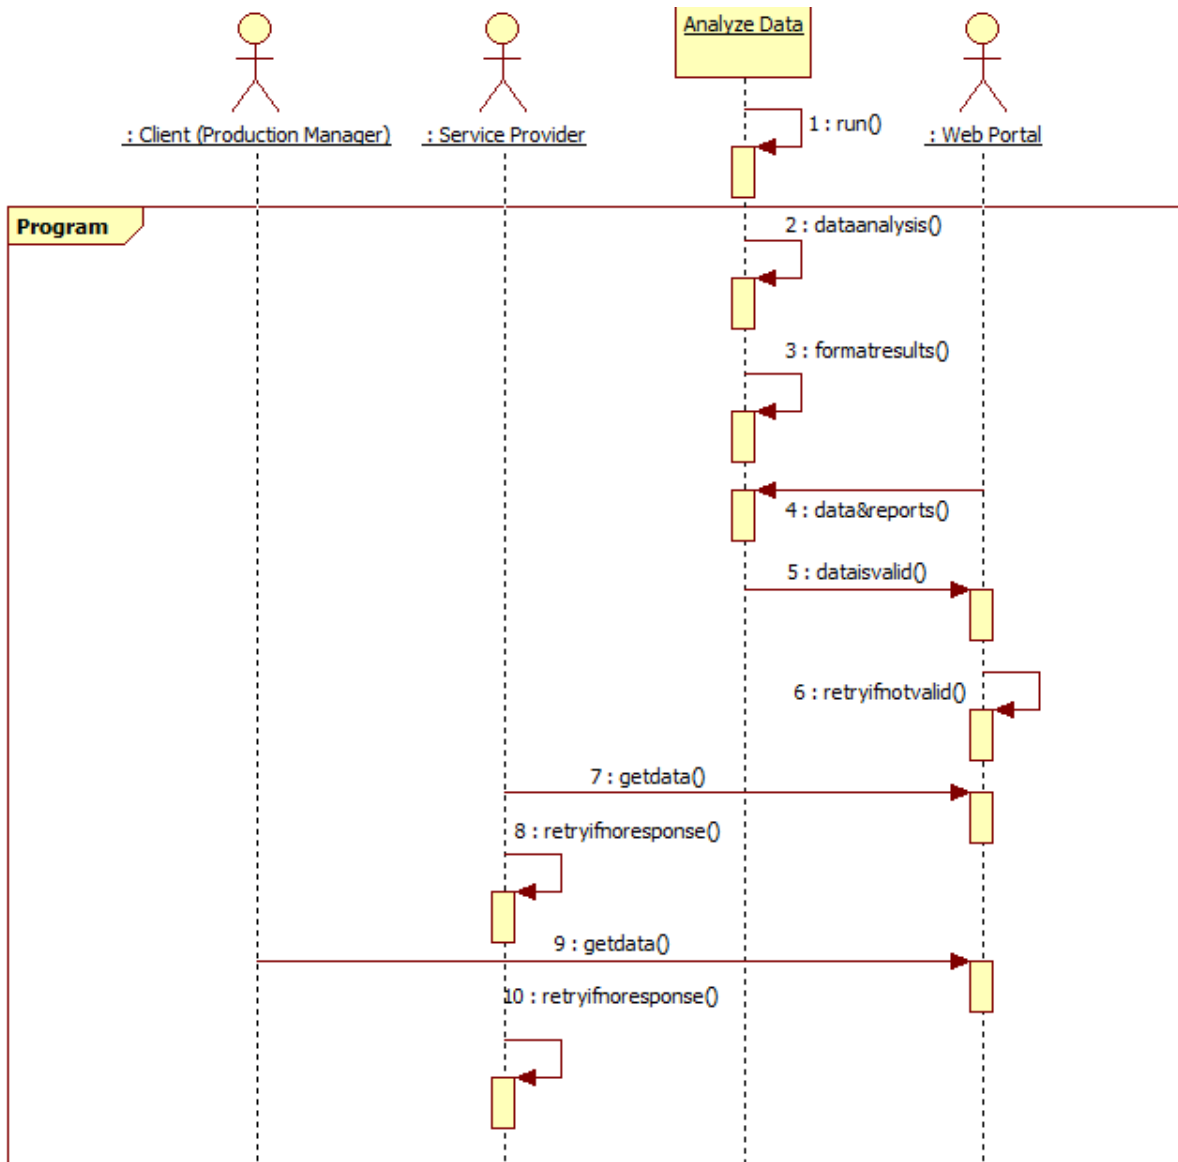 Analyze Data
: Client (Production Manager)
: Service Provider
1 : run()
: Web Portal
Program
2 : dataanalysis()
3 : formatresults()
4 : data&reports()
5 : dataisvalid()
6 : retryifnotvalid()
7 : getdata()
8 : retryifnoresponse()
9 : getdata()
10 : retryifnoresponse()